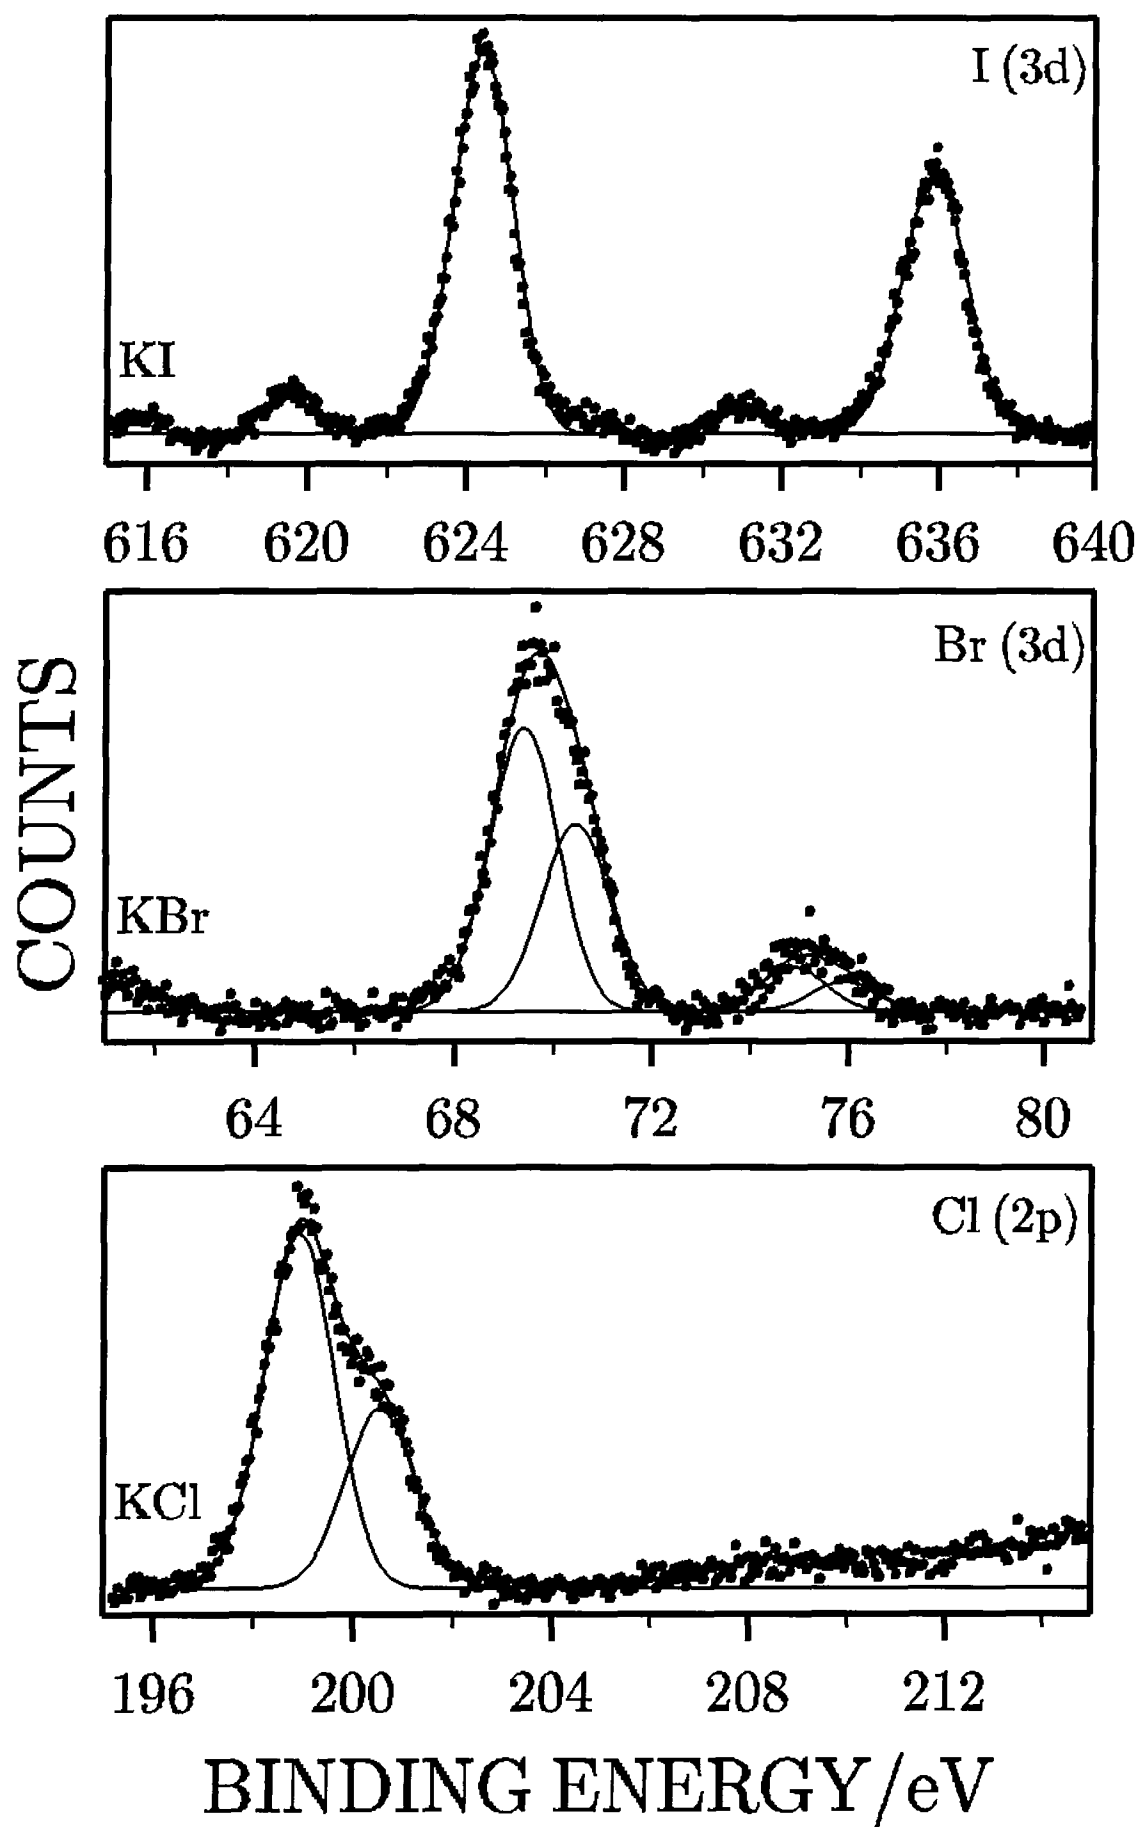 I (3d)
KI
616 620 624 628 632 636 640
Br (3d)
COUNTS
KBr
64 68 72 76 80
Cl (2p)
KCl
196 200 204 208 212
BINDING ENERGY/eV